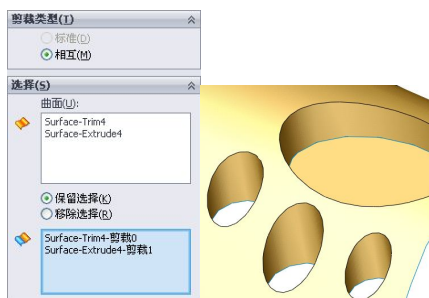 剪裁类型(T)
标准(D)
相互(M)
选择(S)
曲面(U):
Surface-Trim4
Surface-Extrude4
保留选择(K)
移除选择(R)
Surface-Trim4-剪裁0
Surface-Extrude4-剪裁1